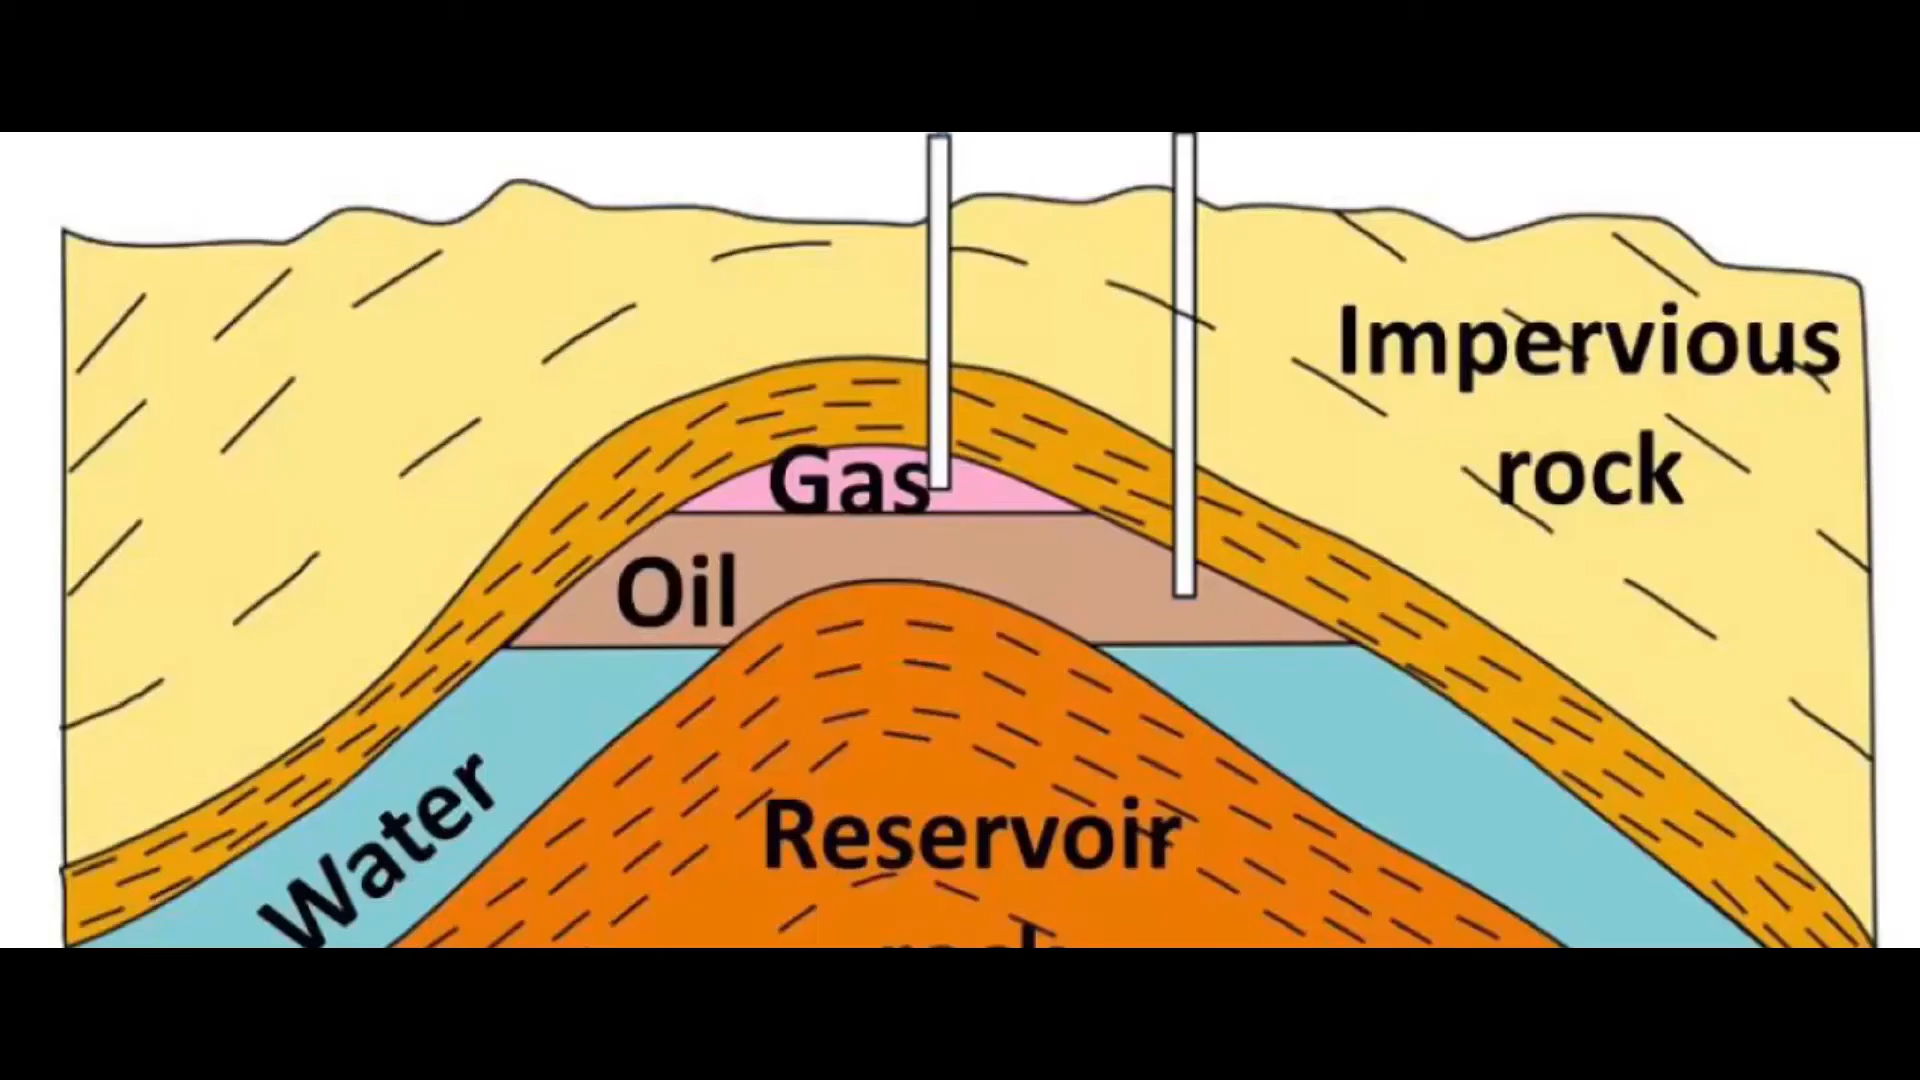 Impervious
rock
Gas
Oil
Water
Reservoir